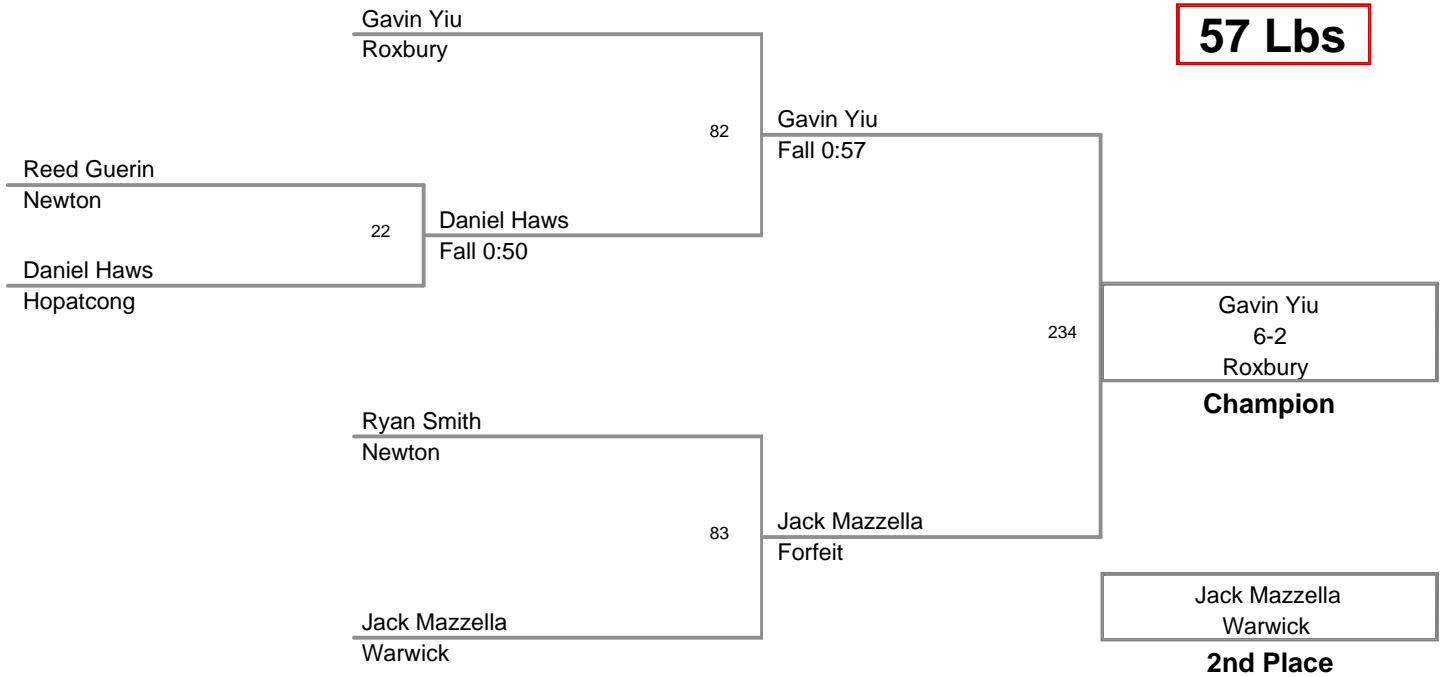 Gavin Yiu
Roxbury
57 Lbs
82
Gavin Yiu
Fall 0:57
Reed Guerin
Newton
22
Daniel Haws
Fall 0:50
Daniel Haws
Hopatcong
234
Gavin Yiu
6-2
Roxbury
Champion
Ryan Smith
Newton
83
Jack Mazzella
Forfeit
Jack Mazzella
Warwick
Jack Mazzella
Warwick
2nd Place